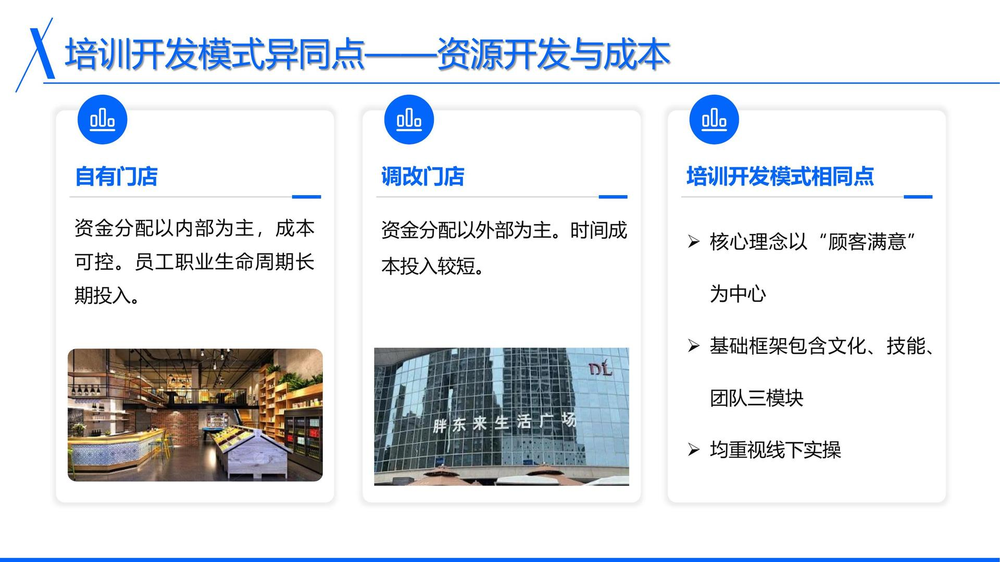 培训开发模式异同点——资源开发与成本
自有门店
资金分配以内部为主，成本
可控。员工职业生命周期长
期投入。
调改门店
资金分配以外部为主。时间成
本投入较短。
DL
胖东来生活广场
培训开发模式相同点
➢ 核心理念以“顾客满意”
为中心
➢ 基础框架包含文化、技能、
团队三模块
➢ 均重视线下实操